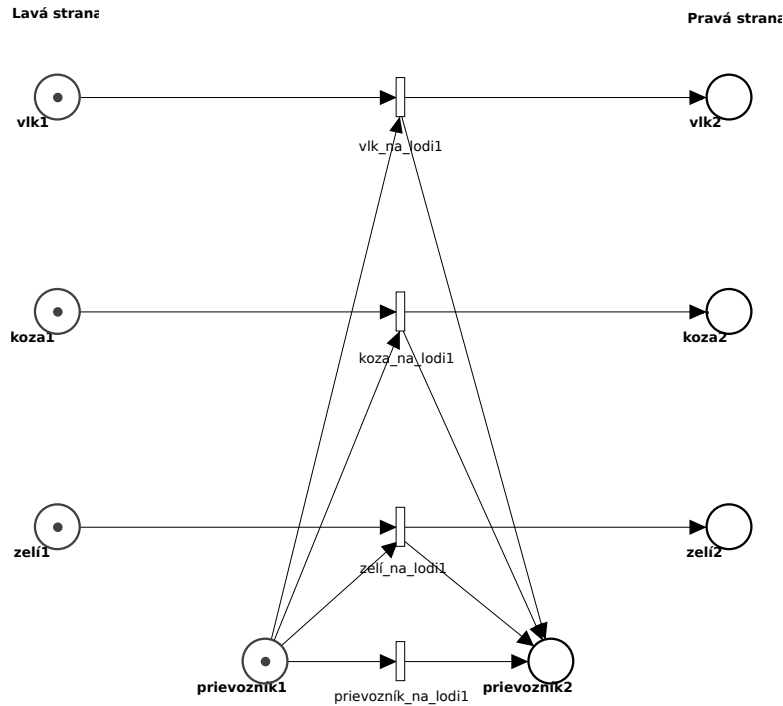 Lavá strana
Pravá strana
vlk1
vlk2
vlk_na_lodi1
koza1
koza2
koza_na_lodi1
zelí1
zelí2
zelí_na_lodi1
prievozník1
prievozník2
prievozník_na_lodi1